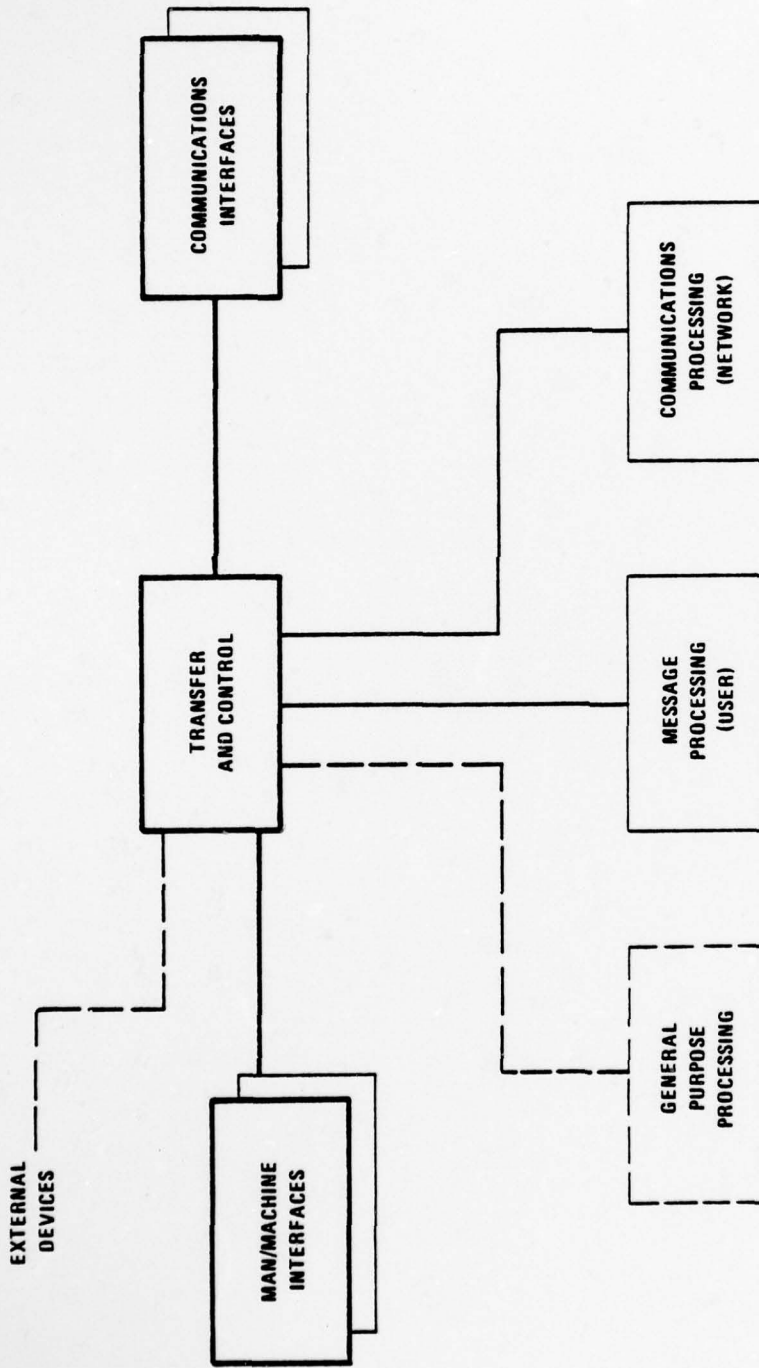 EXTERNAL
DEVICES
MAN/MACHINE
INTERFACES
TRANSFER
AND CONTROL
COMMUNICATIONS
INTERFACES
GENERAL
PURPOSE
PROCESSING
MESSAGE
PROCESSING
(USER)
COMMUNICATIONS
PROCESSING
(NETWORK)